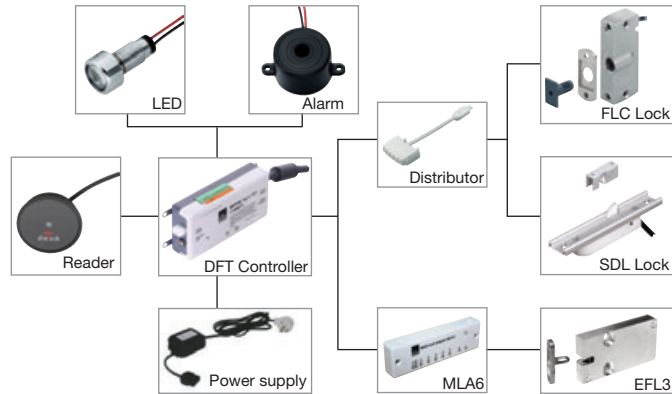 LED
Alarm
FLC Lock
Distributor
Reader
DFT Controller
SDL Lock
Power supply
MLA6
EFL3